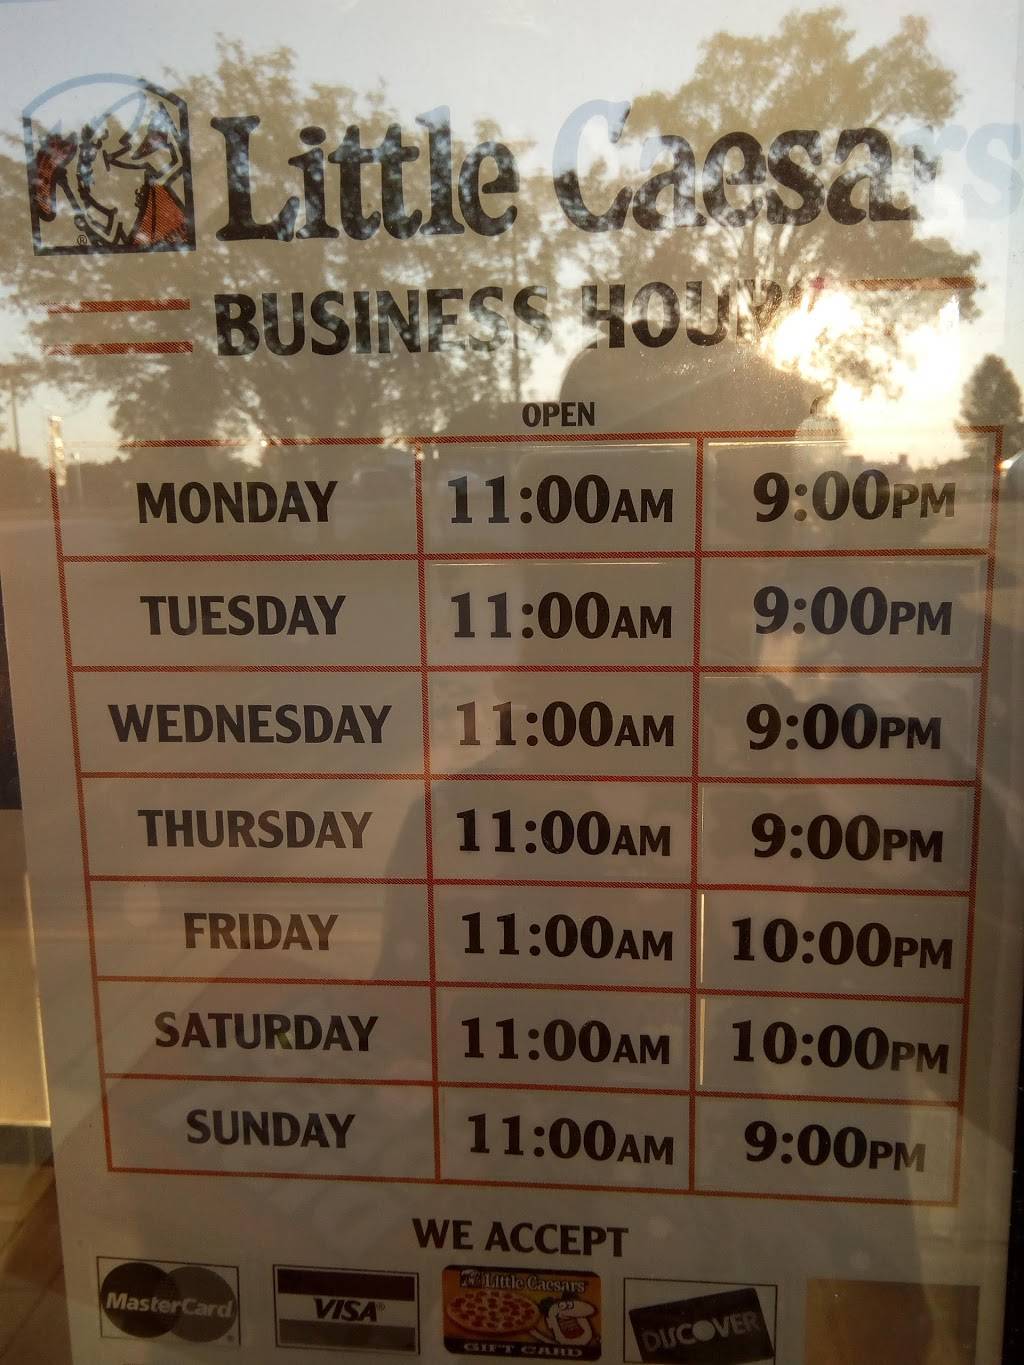 Little Caesars
BUSINESS HOURS
OPEN
MONDAY 11:00AM 9:00PM
TUESDAY 11:00AM 9:00PM
WEDNESDAY 11:00AM 9:00PM
THURSDAY 11:00AM 9:00PM
FRIDAY 11:00AM 10:00PM
SATURDAY 11:00AM 10:00PM
SUNDAY 11:00AM 9:00PM
WE ACCEPT
MasterCard VISA Little Caesars GIFT CARD DISCOVER